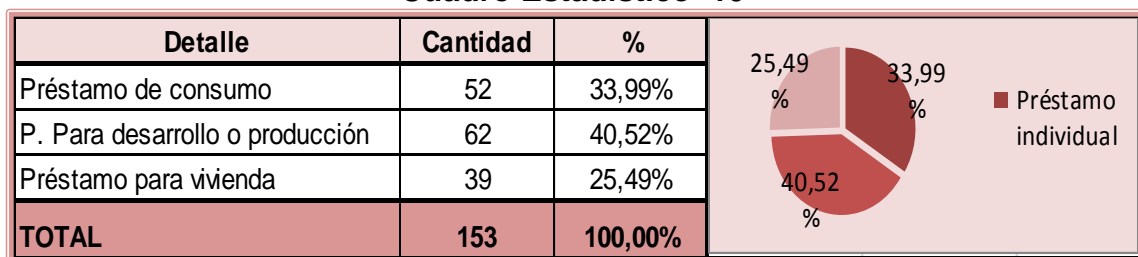 Detalle Cantidad %
Préstamo de consumo 52 33,99%
P. Para desarrollo o producción 62 40,52%
Préstamo para vivienda 39 25,49%
TOTAL 153 100,00%
25,49
%
33,99
%
40,52
%
Préstamo
individual